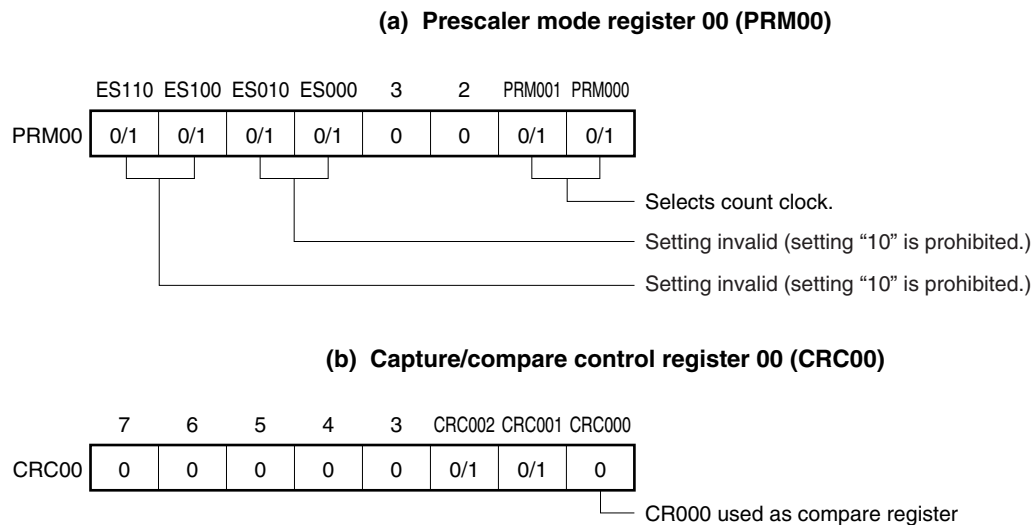 (a) Prescaler mode register 00 (PRM00)
ES110 ES100 ES010 ES000 3 2 PRM001 PRM000
PRM00 0/1 0/1 0/1 0/1 0 0 0/1 0/1
Selects count clock.
Setting invalid (setting “10” is prohibited.)
Setting invalid (setting “10” is prohibited.)
(b) Capture/compare control register 00 (CRC00)
7 6 5 4 3 CRC002 CRC001 CRC000
CRC00 0 0 0 0 0 0/1 0/1 0
CR000 used as compare register